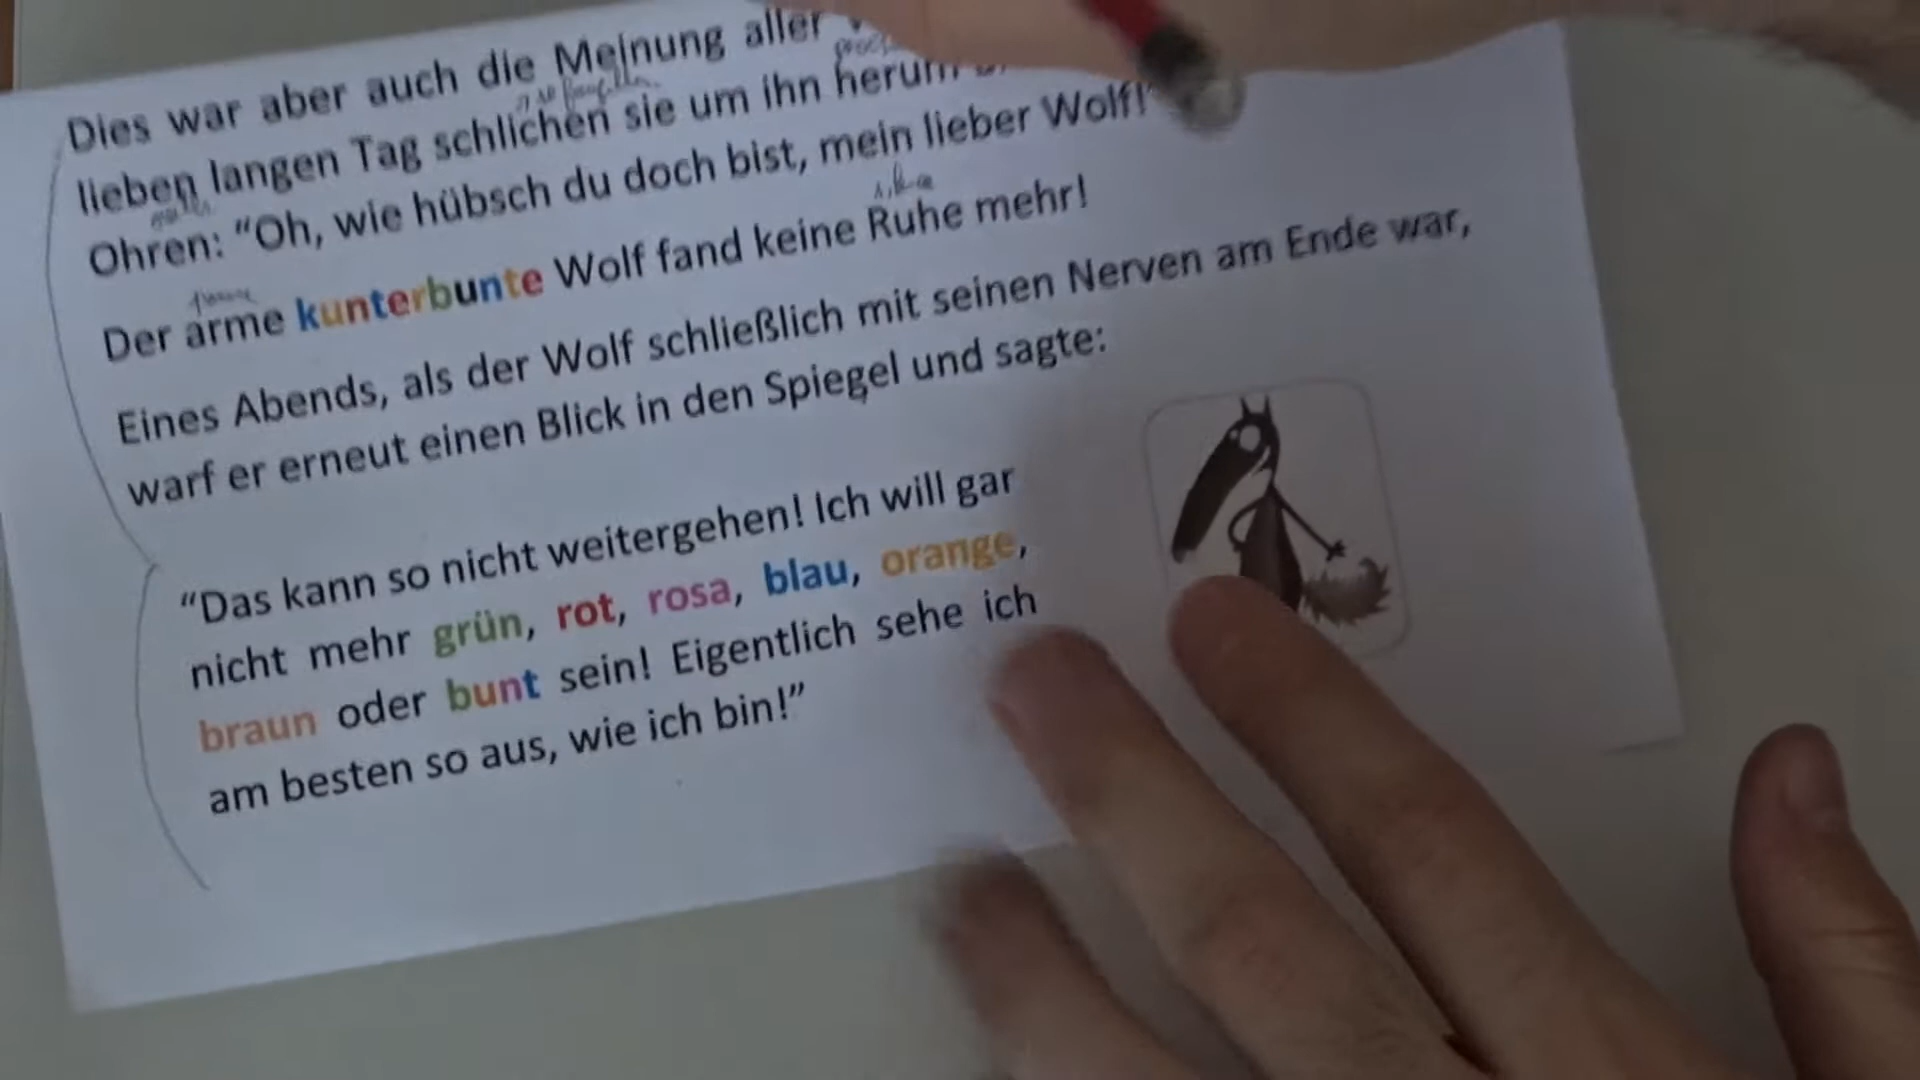 Dies war aber auch die Meinung aller
lieben langen Tag schlichen sie um ihn herum
Ohren: “Oh, wie hübsch du doch bist, mein lieber Wolf!”
Der arme kunterbunte Wolf fand keine Ruhe mehr!
Eines Abends, als der Wolf schließlich mit seinen Nerven am Ende war,
warf er erneut einen Blick in den Spiegel und sagte:
“Das kann so nicht weitergehen! Ich will gar
nicht mehr grün, rot, rosa, blau, orange,
braun oder bunt sein! Eigentlich sehe ich
am besten so aus, wie ich bin!”